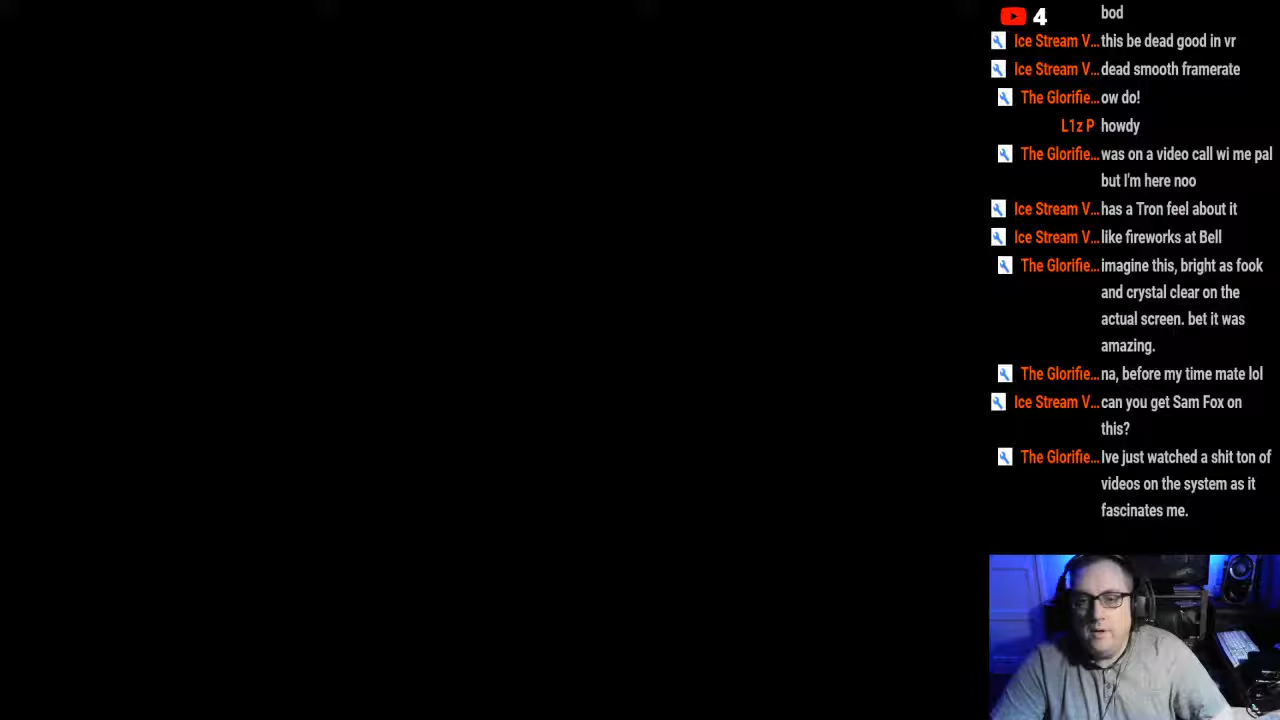 4
bod
Ice Stream V... this be dead good in vr
Ice Stream V... dead smooth framerate
The Glorifie... ow do!
L1z P howdy
The Glorifie... was on a video call wi me pal
but I'm here noo
Ice Stream V... has a Tron feel about it
Ice Stream V... like fireworks at Bell
The Glorifie... imagine this, bright as fook
and crystal clear on the
actual screen. bet it was
amazing.
The Glorifie... na, before my time mate lol
Ice Stream V... can you get Sam Fox on
this?
The Glorifie... Ive just watched a shit ton of
videos on the system as it
fascinates me.